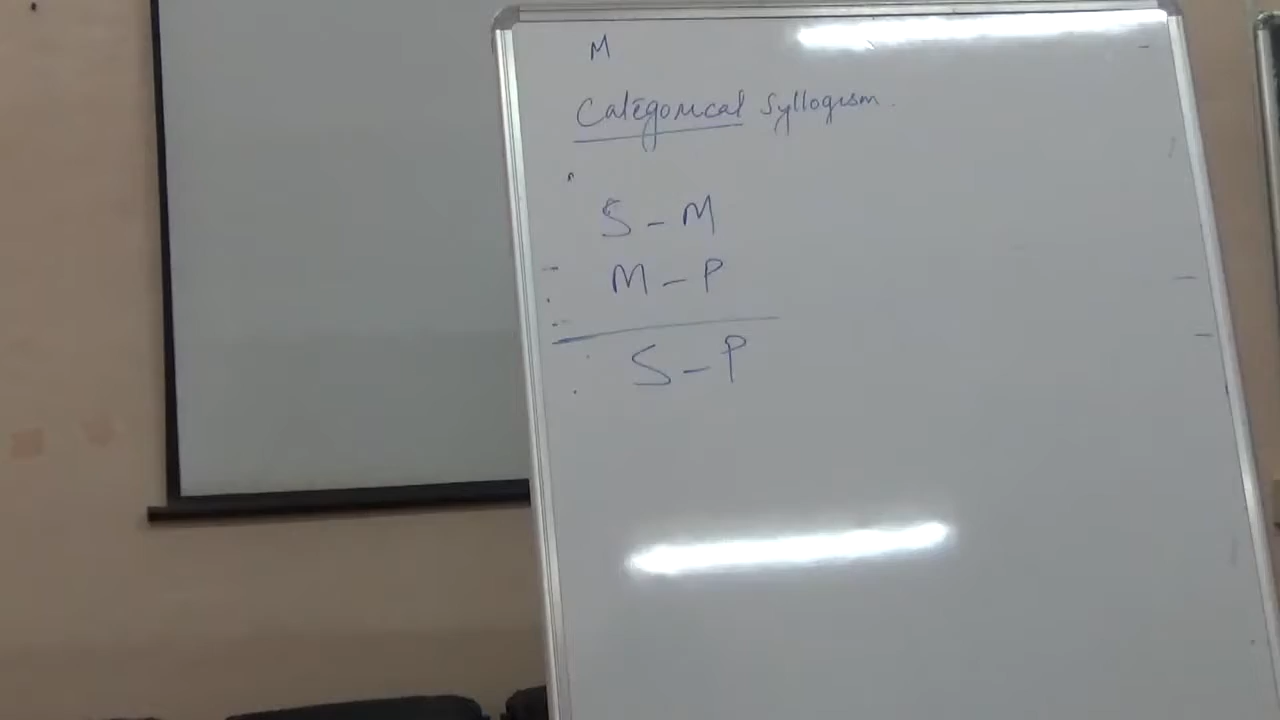 M
Categorical Syllogism.
S - M
M - P
S - P